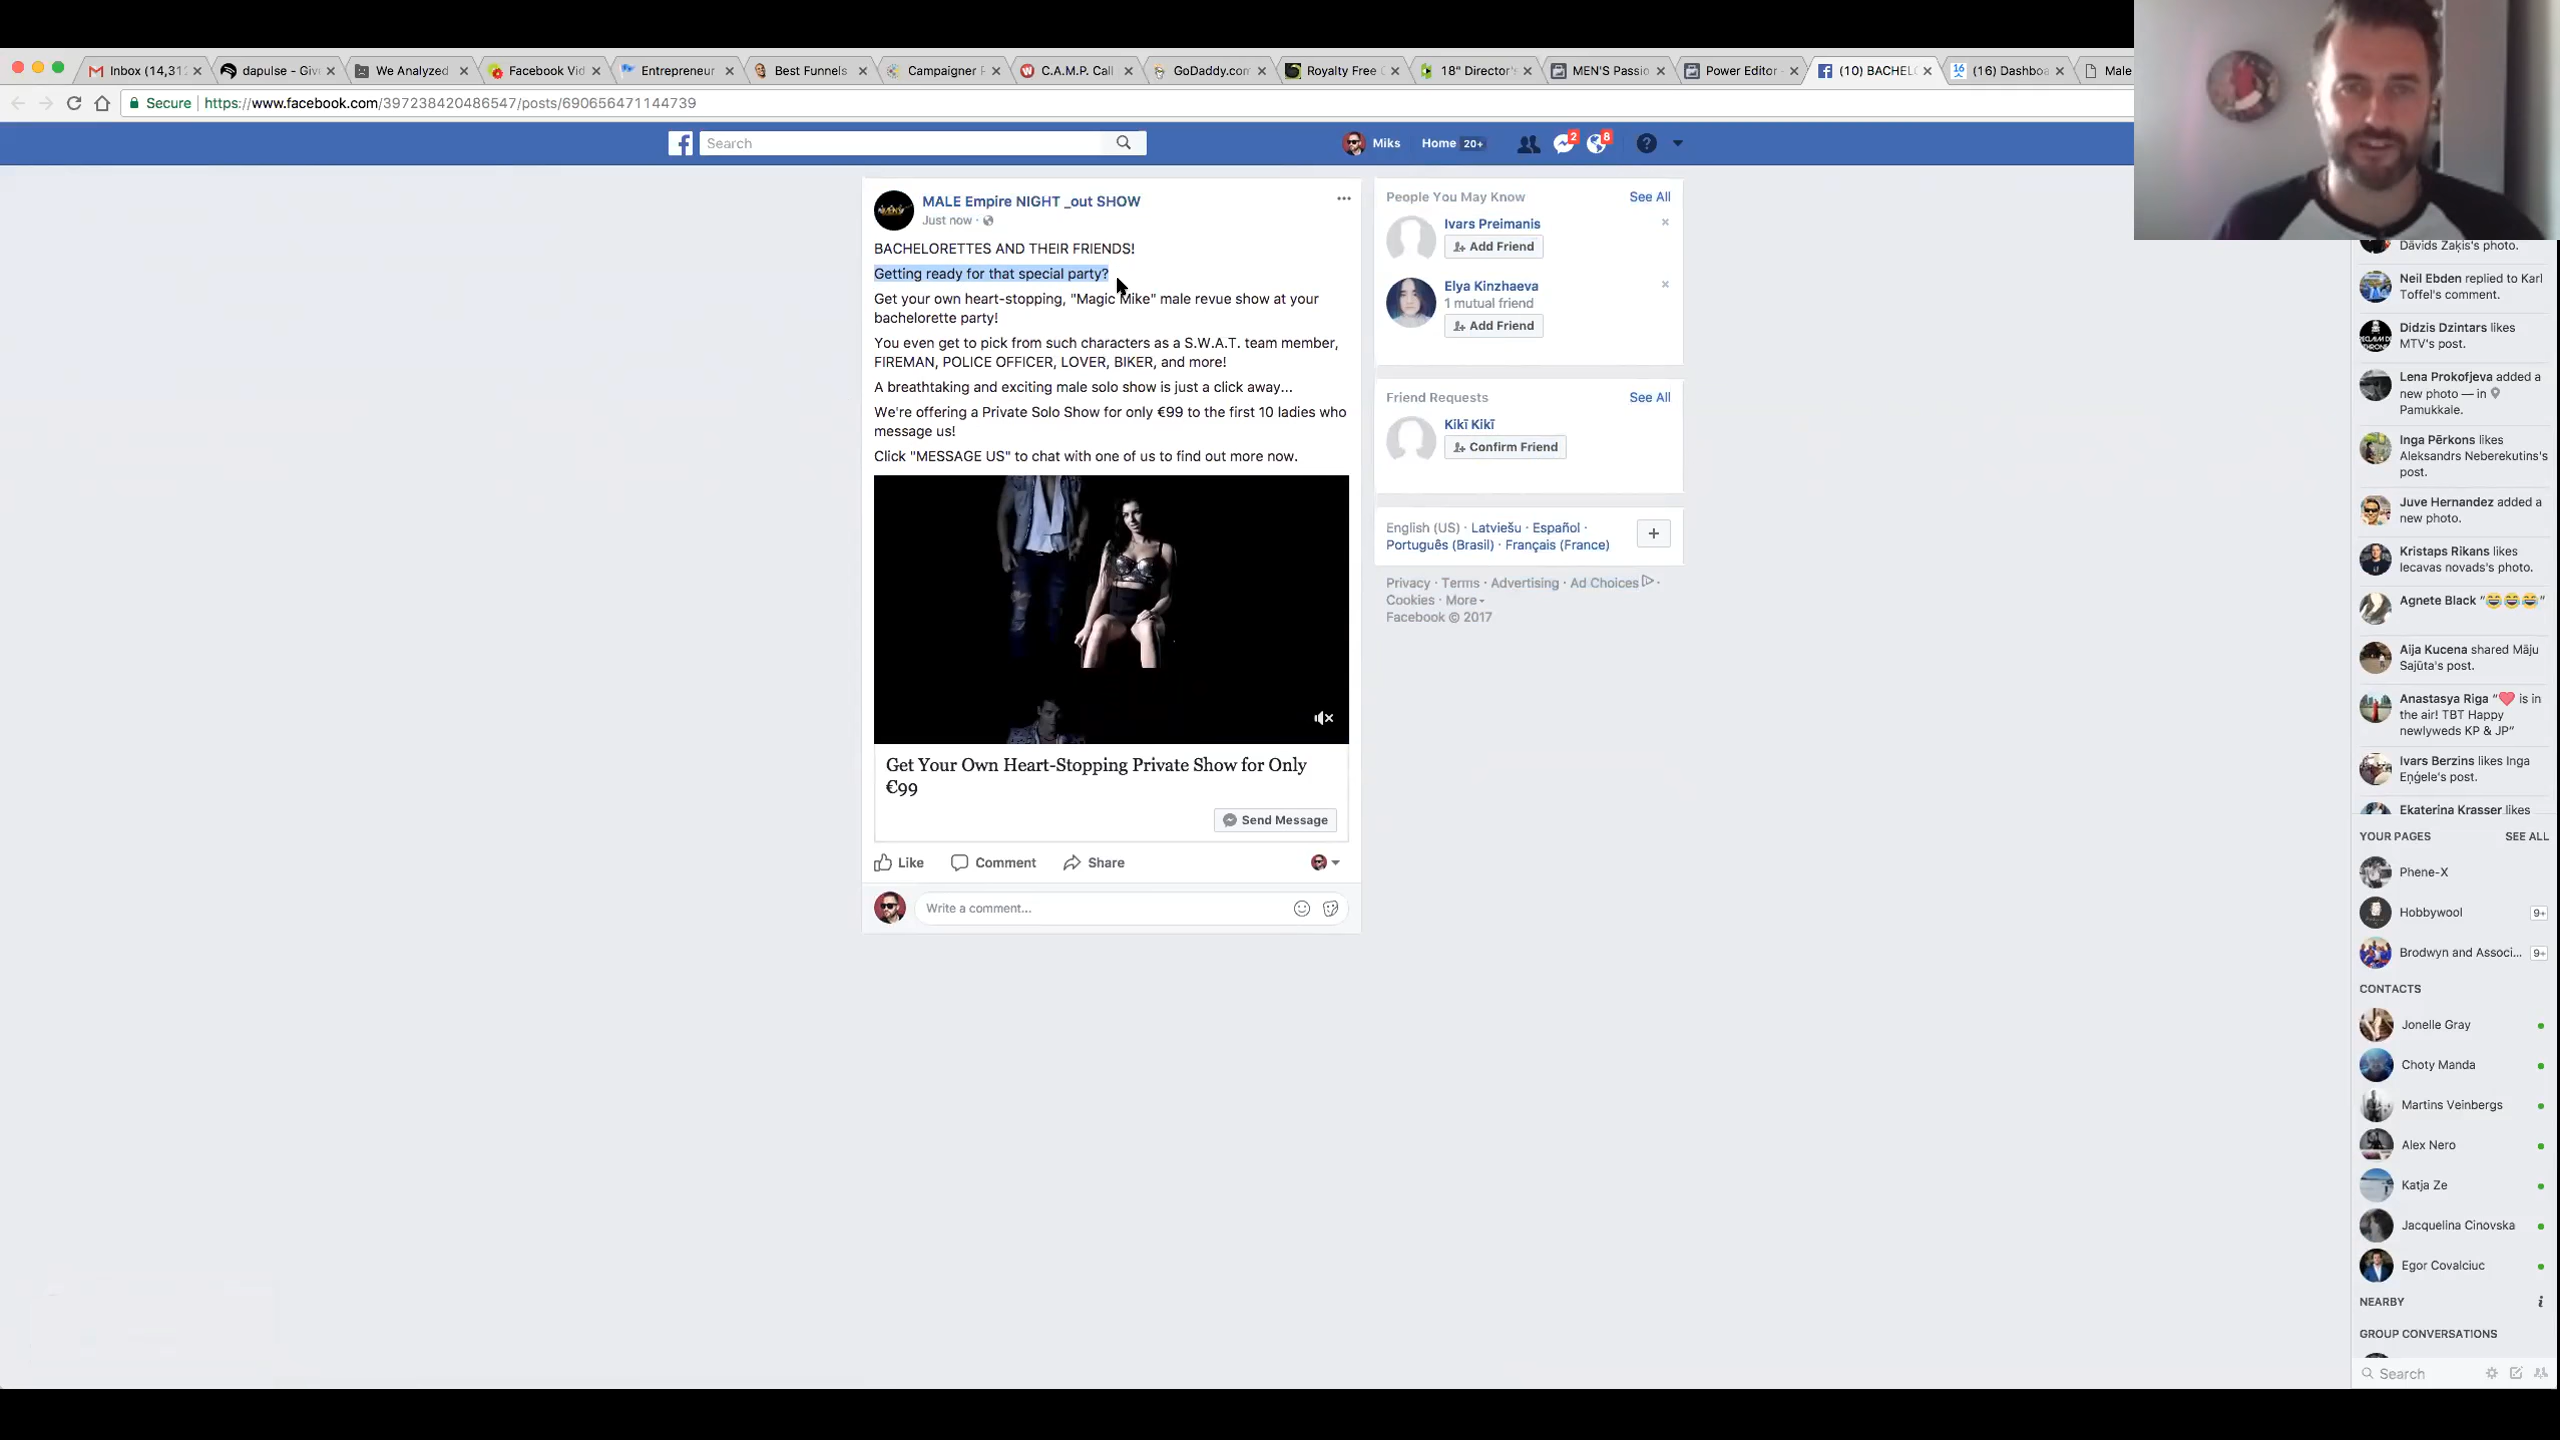 Inbox (14,31
dapulse - Giv
We Analyzed
Facebook Vid
Entrepreneur
Best Funnels
Campaigner P
C.A.M.P. Call
GoDaddy.com
Royalty Free
18" Director's
MEN'S Passio
Power Editor
(10) BACHEL
(16) Dashboa
Male
Secure
https://www.facebook.com/397238420486547/posts/690656471144739
Search
Miks
Home 20+
2
8
MALE Empire NIGHT _out SHOW
Just now
BACHELORETTES AND THEIR FRIENDS!
Getting ready for that special party?
Get your own heart-stopping, "Magic Mike" male revue show at your
bachelorette party!
You even get to pick from such characters as a S.W.A.T. team member,
FIREMAN, POLICE OFFICER, LOVER, BIKER, and more!
A breathtaking and exciting male solo show is just a click away...
We're offering a Private Solo Show for only €99 to the first 10 ladies who
message us!
Click "MESSAGE US" to chat with one of us to find out more now.
Get Your Own Heart-Stopping Private Show for Only
€99
Send Message
Like
Comment
Share
Write a comment...
People You May Know
See All
Ivars Preimanis
Add Friend
Elya Kinzhaeva
1 mutual friend
Add Friend
Friend Requests
See All
Kikī Kikī
Confirm Friend
English (US) · Latviešu · Español ·
Português (Brasil) · Français (France)
Privacy · Terms · Advertising · Ad Choices ·
Cookies · More
Facebook © 2017
Dāvids Zaķis's photo.
Neil Ebden replied to Karl
Toffel's comment.
Didzis Dzintars likes
MTV's post.
Lena Prokofjeva added a
new photo — in
Pamukkale.
Inga Pērkons likes
Aleksandrs Neberekutins's
post.
Juve Hernandez added a
new photo.
Kristaps Rikans likes
Iecavas novads's photo.
Agnete Black "😂😂😂"
Aija Kucena shared Māju
Sajūta's post.
Anastasya Riga "❤ is in
the air! TBT Happy
newlyweds KP & JP"
Ivars Berzins likes Inga
Eņģele's post.
Ekaterina Krasser likes
YOUR PAGES
SEE ALL
Phene-X
Hobbywool
9+
Brodwyn and Associ...
9+
CONTACTS
Jonelle Gray
Choty Manda
Martins Veinbergs
Alex Nero
Katja Ze
Jacquelina Cinovska
Egor Covalciuc
NEARBY
GROUP CONVERSATIONS
Search